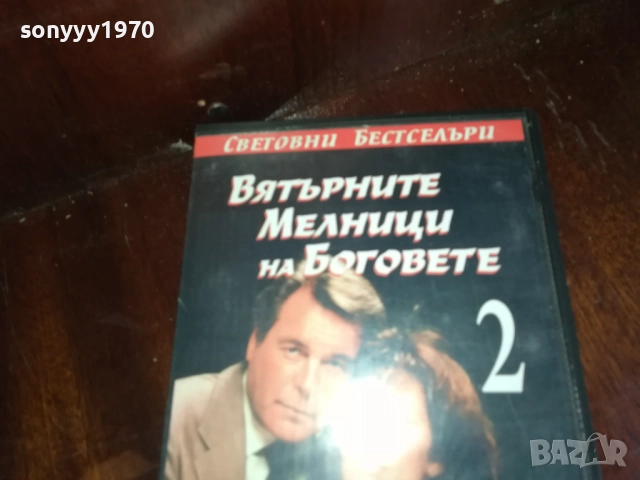 sonyyy1970
СВЕТОВНИ БЕСТСЕЛЪРИ
ВЯТЪРНИТЕ
МЕЛНИЦИ
НА БОГОВЕТЕ
2
BAZAR